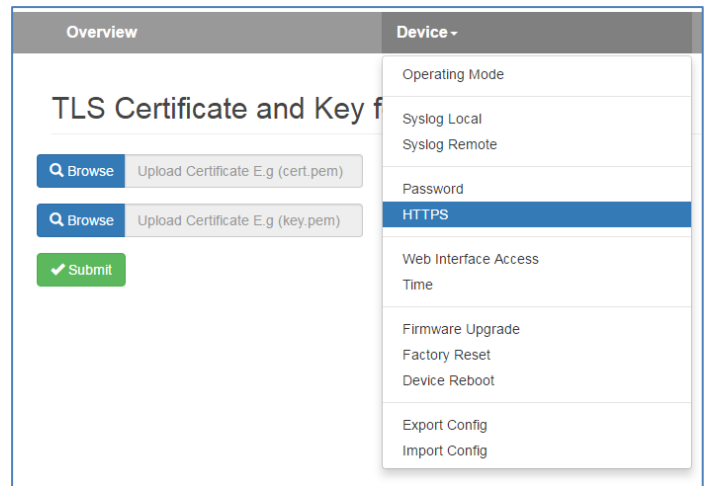 Overview
Device
TLS Certificate and Key f
Browse
Upload Certificate E.g (cert.pem)
Browse
Upload Certificate E.g (key.pem)
Submit
Operating Mode
Syslog Local
Syslog Remote
Password
HTTPS
Web Interface Access
Time
Firmware Upgrade
Factory Reset
Device Reboot
Export Config
Import Config